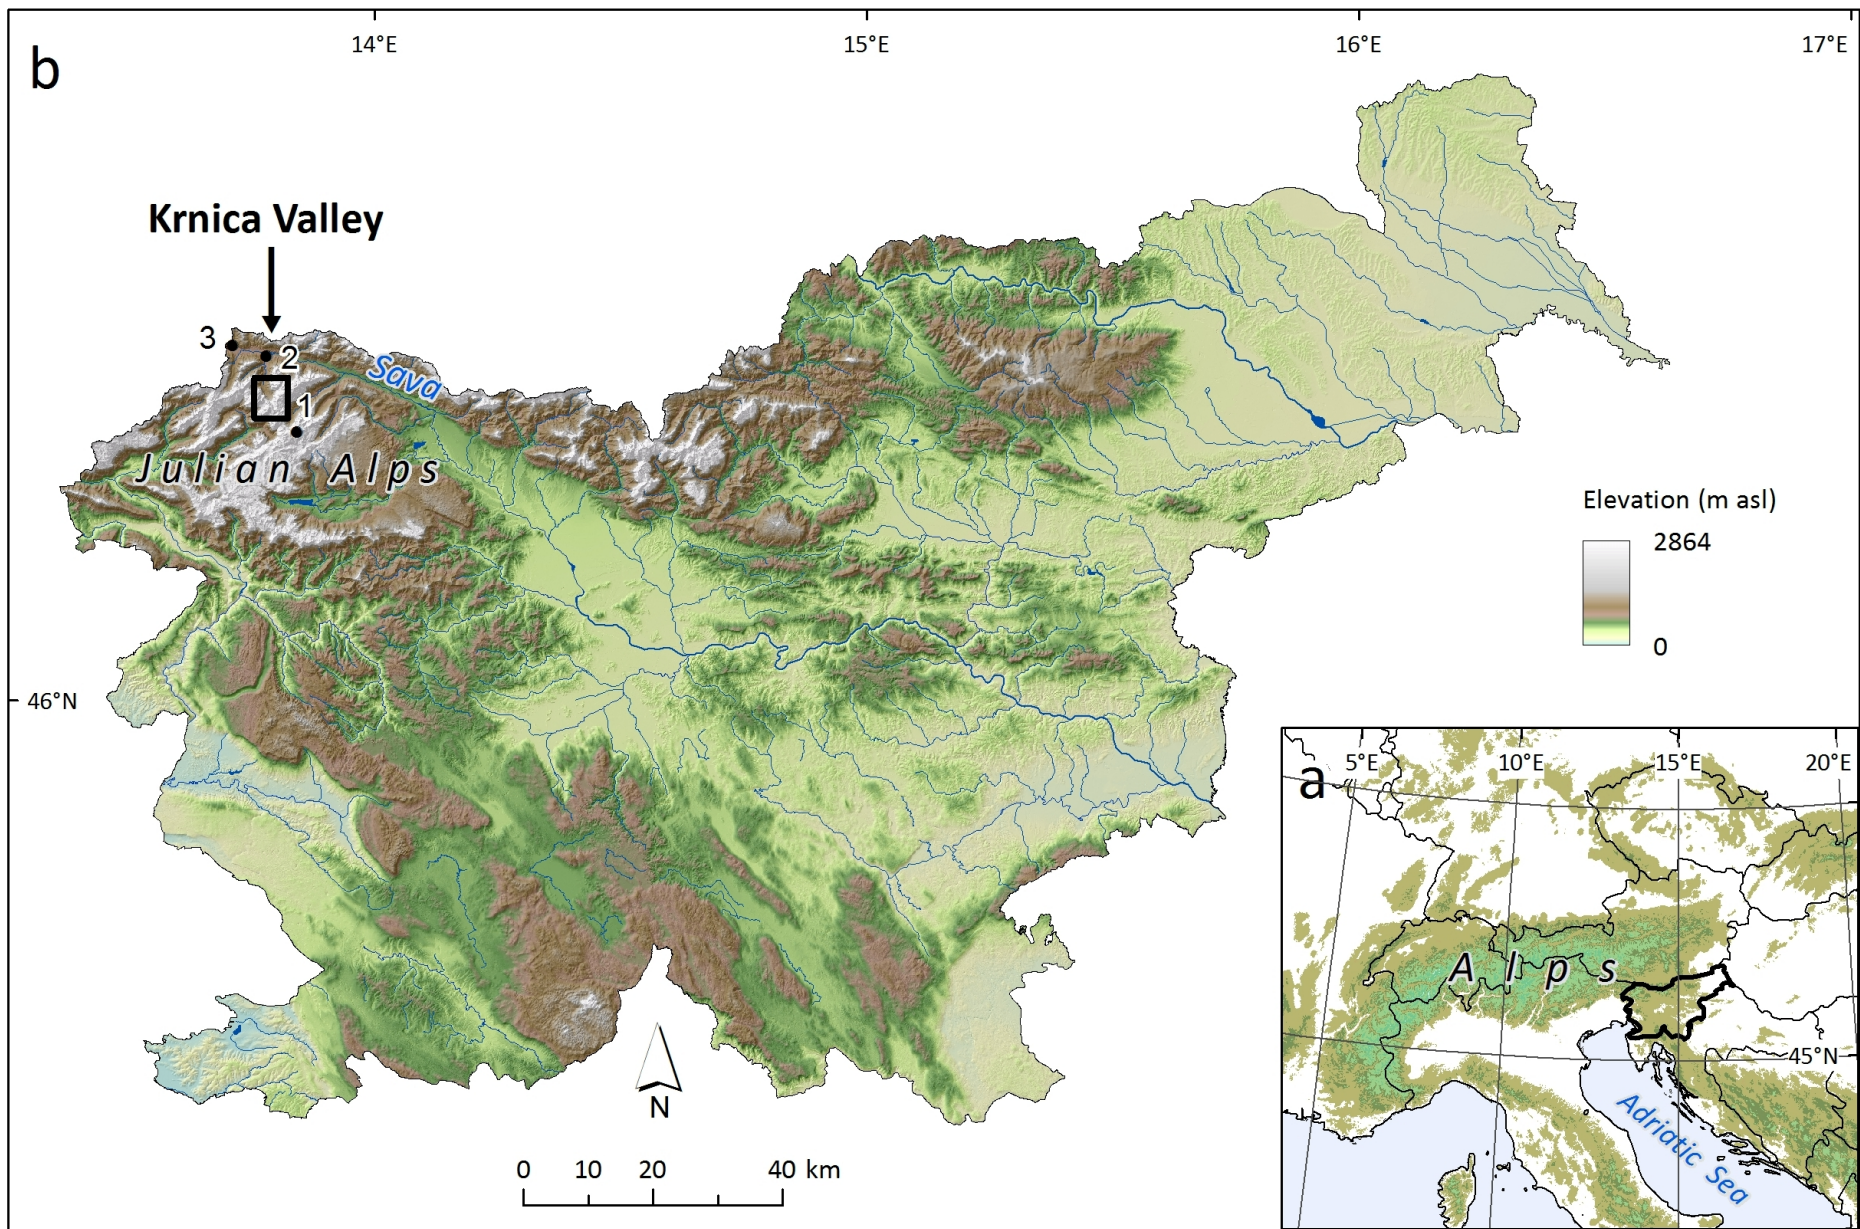 14°E
15°E
16°E
17°E
b
Krnica Valley
3
2
Sava
1
Julian Alps
Elevation (m asl)
2864
0
46°N
N
0 10 20 40 km
a
5°E
10°E
15°E
20°E
Alps
45°N
Adriatic Sea